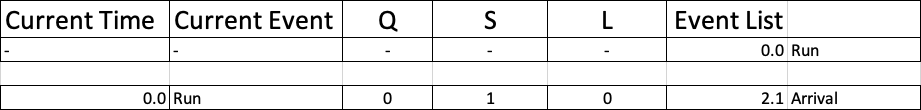 Current Time Current Event Q S L Event List
- - - - - 0.0 Run
0.0 Run 0 1 0 2.1 Arrival